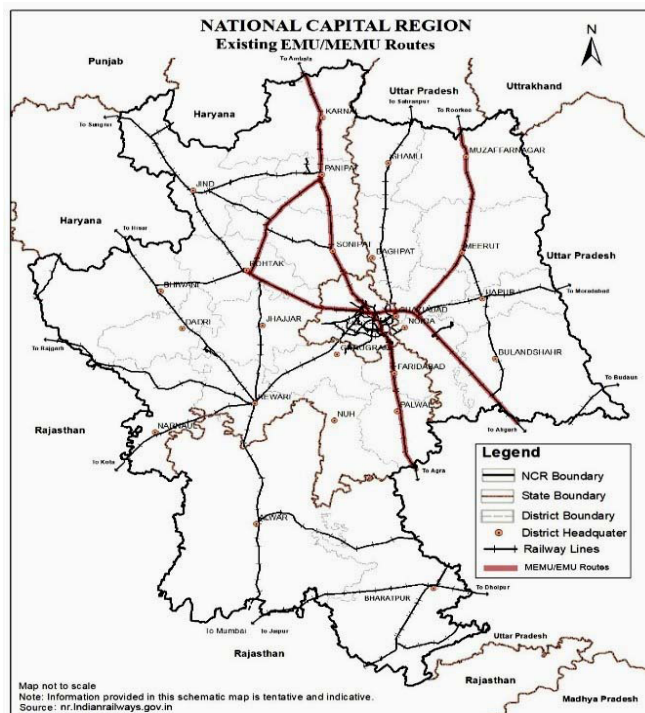 NATIONAL CAPITAL REGION
Existing EMU/MEMU Routes
N
To Ambala
Punjab
Uttar Pradesh
Uttrakhand
To Saharanpur
To Roorkee
Haryana
KARNA
To Sangrur
MUZAFFARNAGAR
SHAMLI
PANIPAT
JIND
Haryana
To Hisar
SONIPAT
BAGHPAT
MEERUT
Uttar Pradesh
ROHTAK
To Moradabad
BHIWANI
HAPUR
DADRI
JHAJJAR
NOIDA
To Rajgarh
GURUGRAM
BULANDSHAHR
FARIDABAD
To Budaun
REWARI
PALWAL
Rajasthan
NARNAUL
NUH
To Aligarh
To Kota
To Agra
Legend
NCR Boundary
State Boundary
District Boundary
District Headquater
Railway Lines
MEMU/EMU Routes
ALWAR
BHARATPUR
To Dholpur
To Mumbai
To Jaipur
Uttar Pradesh
Rajasthan
Rajasthan
Madhya Pradesh
Map not to scale
Note: Information provided in this schematic map is tentative and indicative.
Source: nr.Indianrailways.gov.in